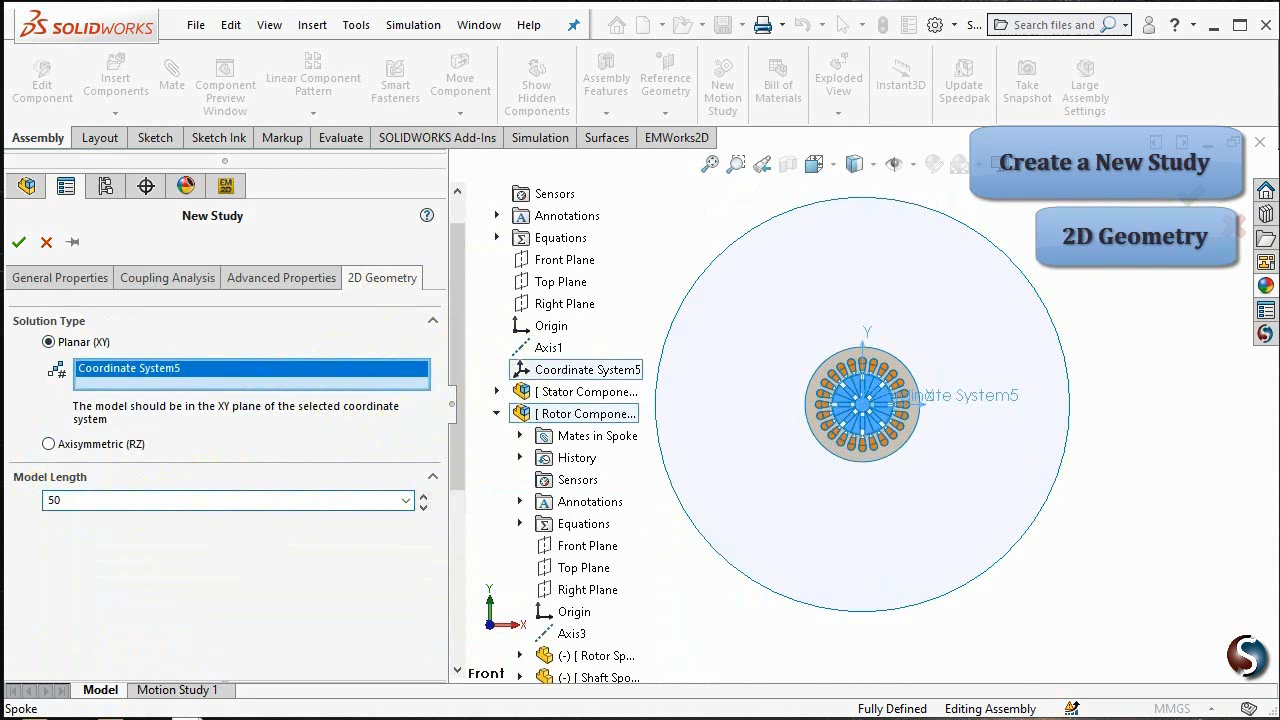 SOLIDWORKS
File Edit View Insert Tools Simulation Window Help
S...
Search files and
Edit Component
Insert Components
Mate
Component Preview Window
Linear Component Pattern
Smart Fasteners
Move Component
Show Hidden Components
Assembly Features
Reference Geometry
New Motion Study
Bill of Materials
Exploded View
Instant3D
Update Speedpak
Take Snapshot
Large Assembly Settings
Assembly Layout Sketch Sketch Ink Markup Evaluate SOLIDWORKS Add-Ins Simulation Surfaces EMWorks2D
Create a New Study
2D Geometry
EM 2D
New Study
General Properties Coupling Analysis Advanced Properties 2D Geometry
Solution Type
Planar (XY)
Coordinate System5
The model should be in the XY plane of the selected coordinate
system
Axisymmetric (RZ)
Model Length
50
Sensors
Annotations
Equations
Front Plane
Top Plane
Right Plane
Origin
Axis1
Coordinate System5
[ Stator Compone...
[ Rotor Compone...
Mates in Spoke
History
Sensors
Annotations
Equations
Front Plane
Top Plane
Right Plane
Origin
Axis3
(-) [ Rotor Sp...
(-) [ Shaft Spo...
Y
X
Y
X
Front
Model Motion Study 1
Spoke
Fully Defined
Editing Assembly
MMGS